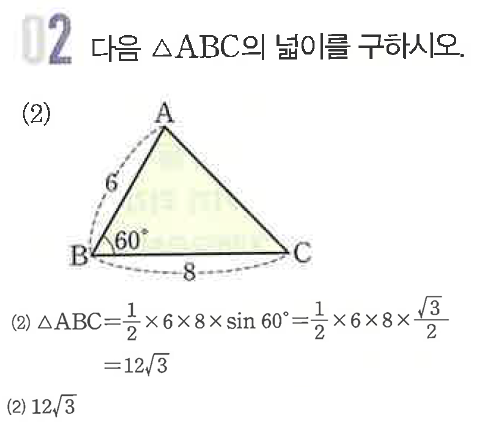 02 다음 △ABC의 넓이를 구하시오.
(2)
A
6
60°
B
C
8
(2) △ABC=1/2×6×8×sin 60°=1/2×6×8×√3/2
=12√3
(2) 12√3